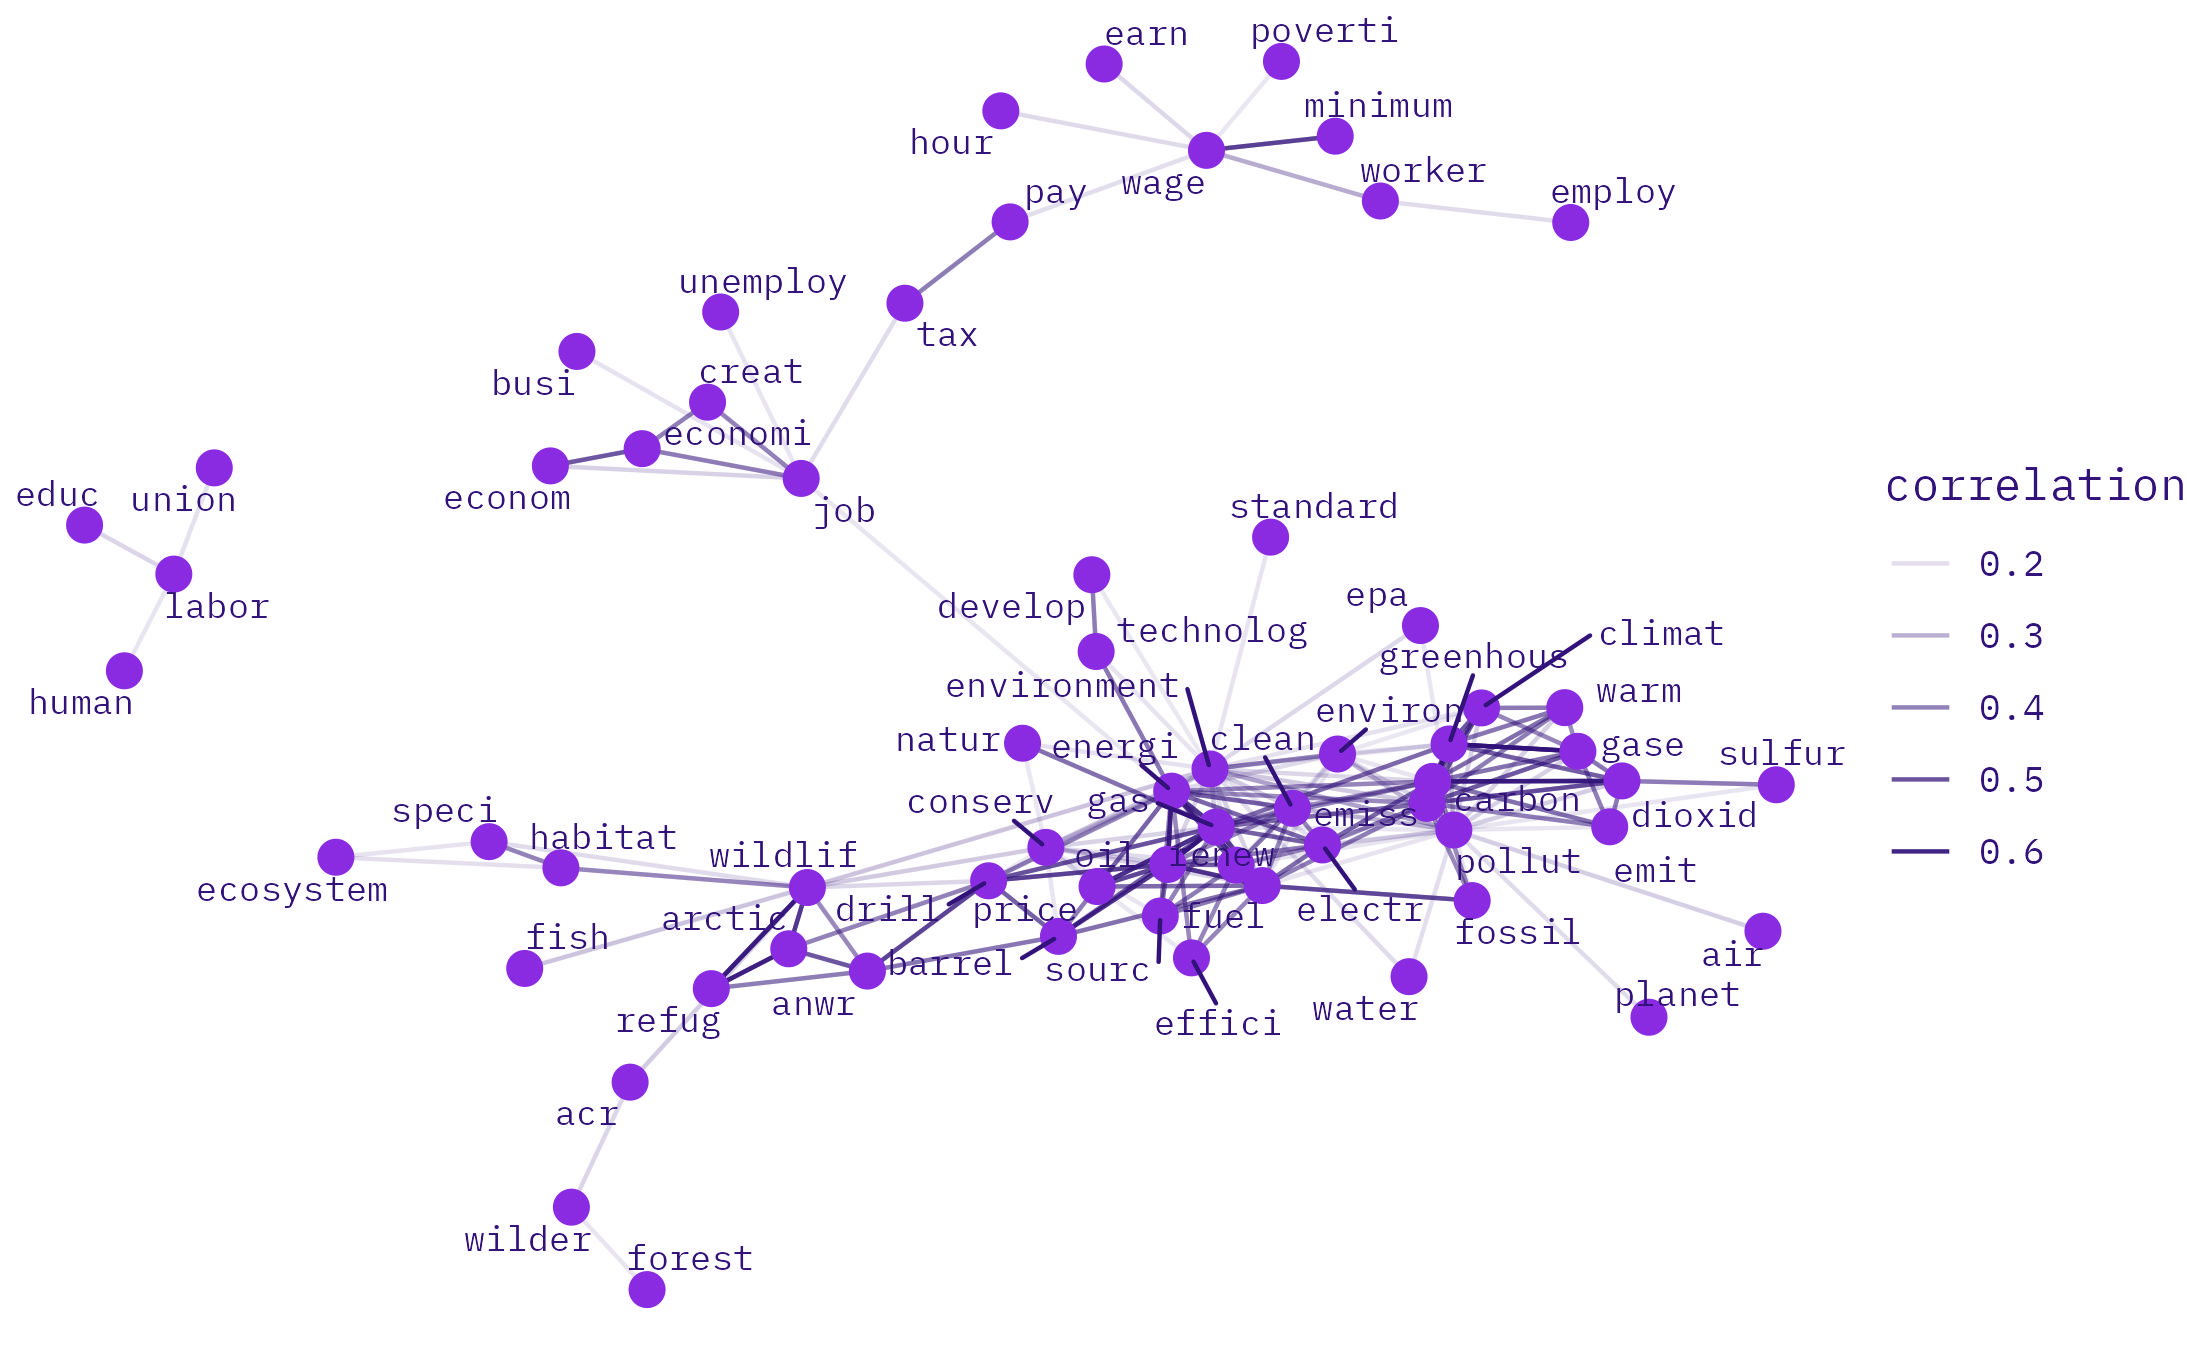 earn
poverti
hour
minimum
wage
worker
employ
pay
tax
unemploy
busi
creat
economi
econom
job
educ
union
labor
human
standard
develop
technolog
epa
climat
greenhous
environment
warm
environ
natur
energi
clean
gase
sulfur
conserv
gas
emiss
carbon
dioxid
speci
habitat
wildlif
oil
renew
pollut
emit
ecosystem
arctic
drill
price
fuel
electr
fossil
fish
barrel
sourc
air
refug
anwr
effici
water
planet
acr
wilder
forest
correlation
0.2
0.3
0.4
0.5
0.6